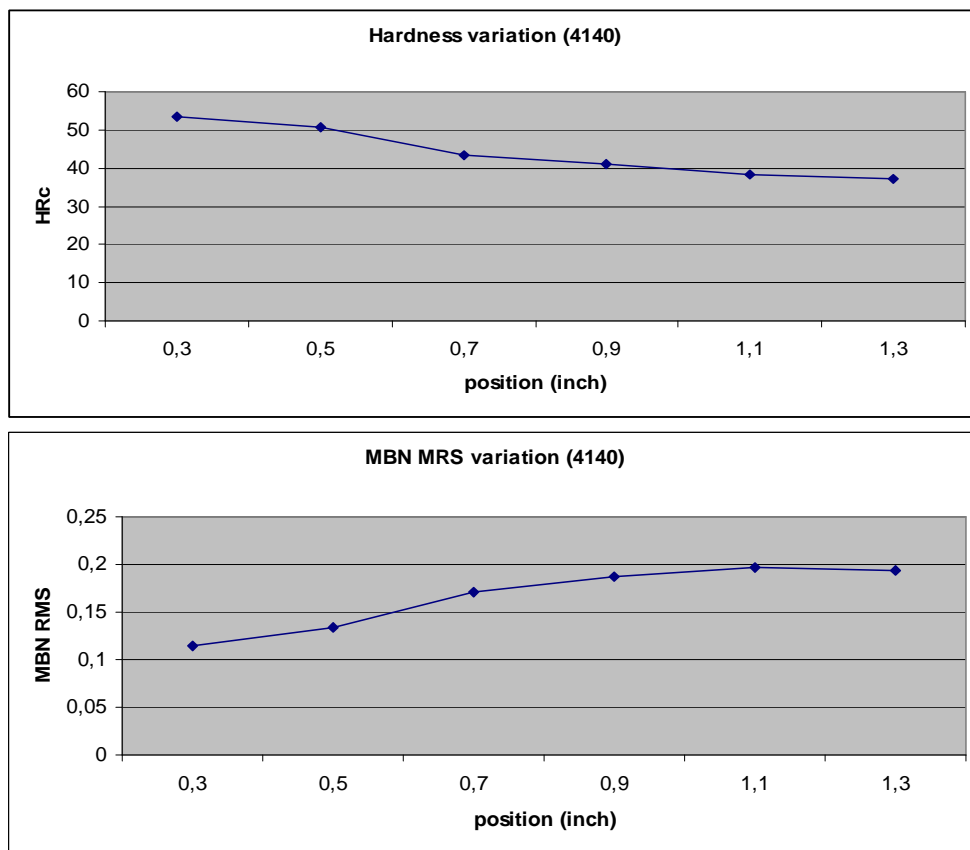 Hardness variation (4140)
60
50
40
30
20
10
0
HRc
0,3 0,5 0,7 0,9 1,1 1,3
position (inch)
MBN MRS variation (4140)
0,25
0,2
0,15
0,1
0,05
0
MBN RMS
0,3 0,5 0,7 0,9 1,1 1,3
position (inch)